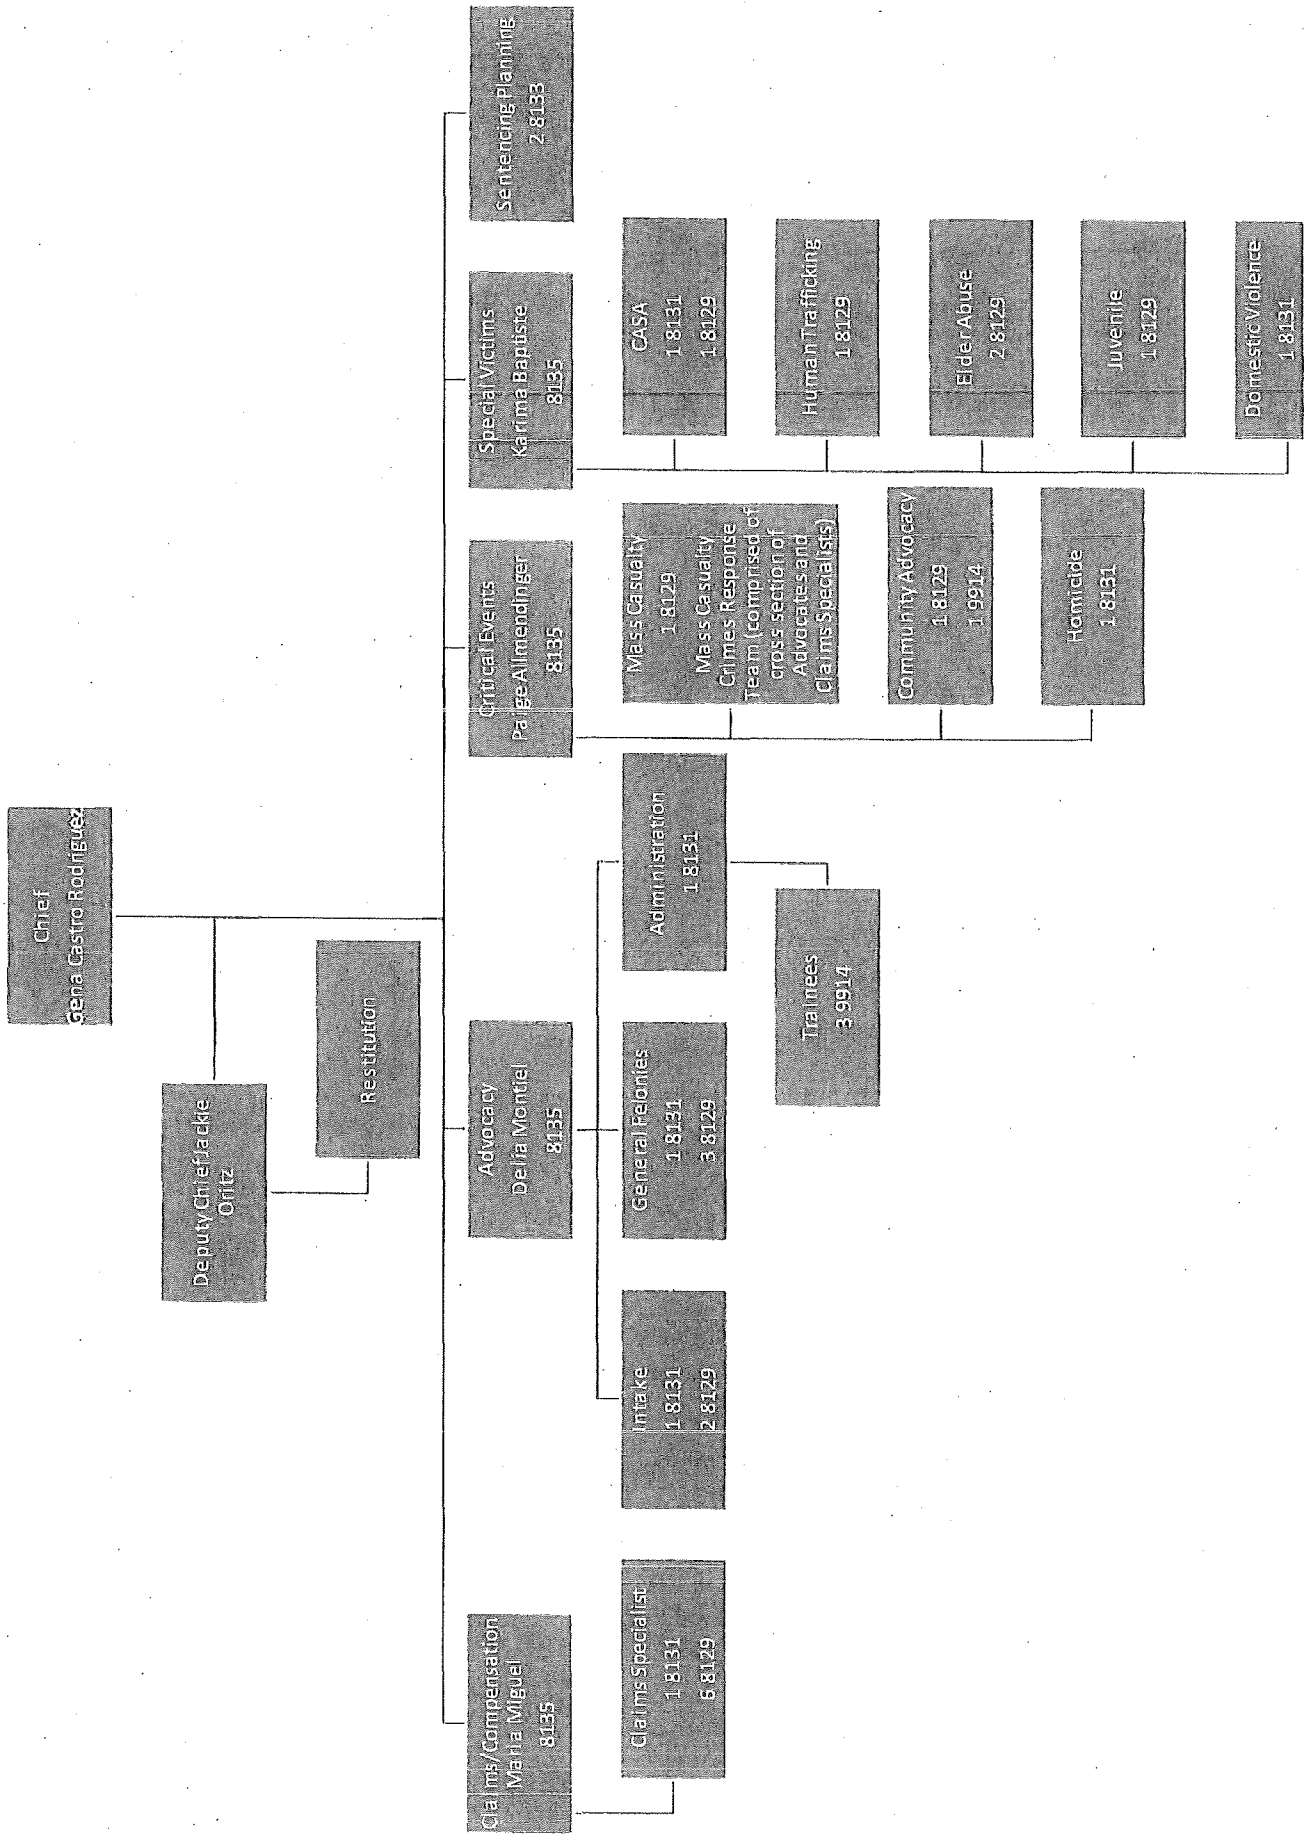 Chief
Gena Castro Rodriguez
Deputy Chief Jackie
Oritz
Restitution
Claims/Compensation
Maria Miguel
8135
Claims Specialist
1 8131
6 8129
Advocacy
Delia Montiel
8135
Intake
1 8131
2 8129
General Felonies
1 8131
3 8129
Administration
1 8131
Trainees
3 9914
Critical Events
Paige Allmendinger
8135
Mass Casualty
1 8129
Mass Casualty
Crimes Response
Team (comprised of
cross section of
Advocates and
Claims Specialists)
Community Advocacy
1 8129
1 9914
Homicide
1 8131
Special Victims
Karima Baptiste
8135
CASA
1 8131
1 8129
Human Trafficking
1 8129
Elder Abuse
2 8129
Juvenile
1 8129
Domestic Violence
1 8131
Sentencing Planning
2 8133